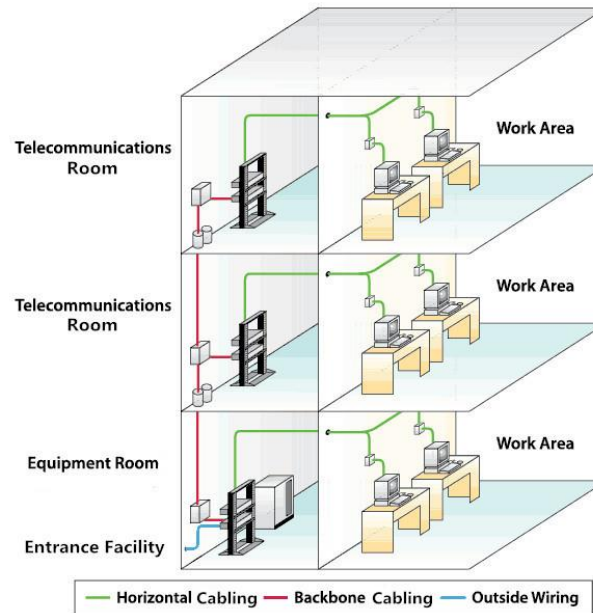 Telecommunications
Room
Work Area
Telecommunications
Room
Work Area
Equipment Room
Work Area
Entrance Facility
Horizontal Cabling
Backbone Cabling
Outside Wiring